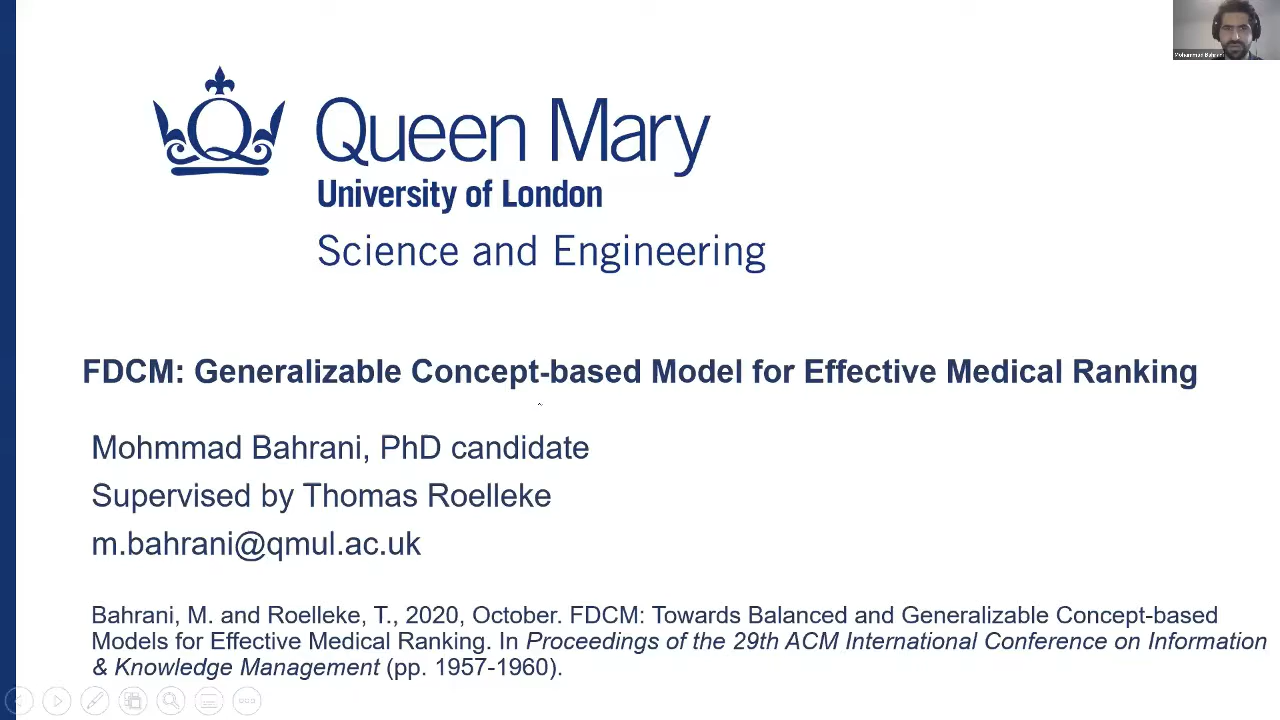 Mohammad Bahrani
Queen Mary
University of London
Science and Engineering
FDCM: Generalizable Concept-based Model for Effective Medical Ranking
Mohmmad Bahrani, PhD candidate
Supervised by Thomas Roelleke
m.bahrani@qmul.ac.uk
Bahrani, M. and Roelleke, T., 2020, October. FDCM: Towards Balanced and Generalizable Concept-based
Models for Effective Medical Ranking. In Proceedings of the 29th ACM International Conference on Information
& Knowledge Management (pp. 1957-1960).